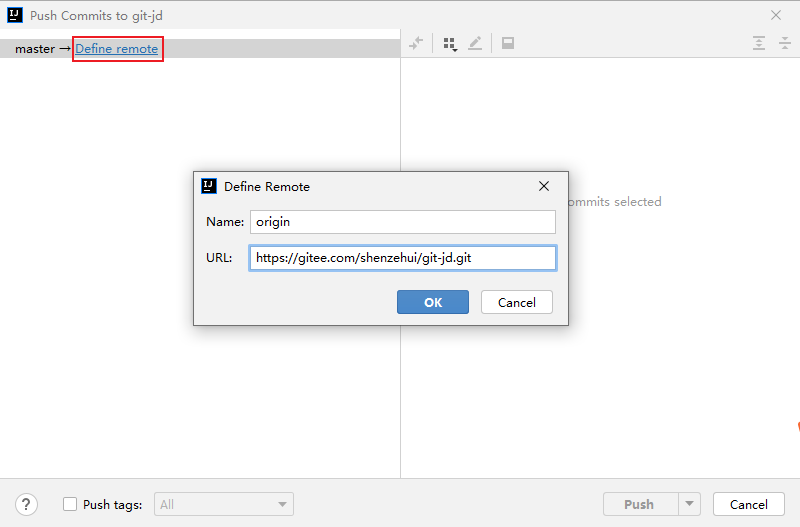 IJ Push Commits to git-jd
master → Define remote
IJ Define Remote
Name: origin
ommits selected
URL: https://gitee.com/shenzehui/git-jd.git
OK Cancel
? Push tags: All Push Cancel